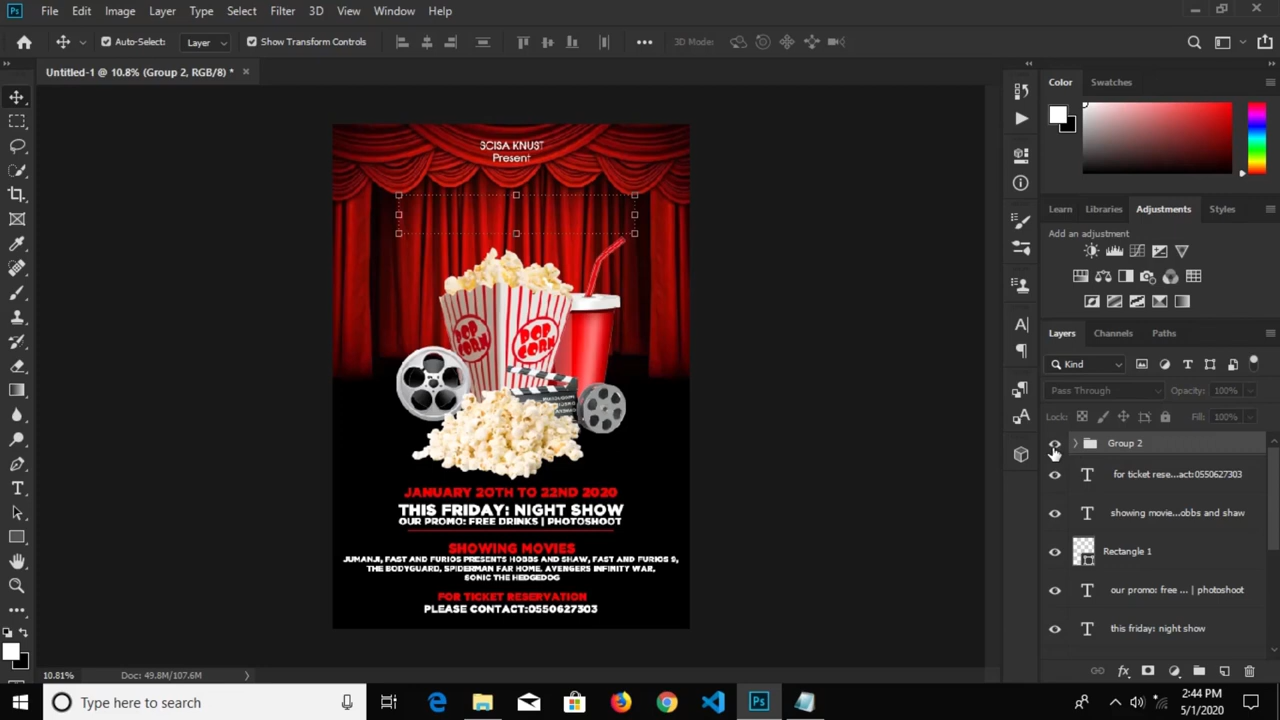 Ps File Edit Image Layer Type Select Filter 3D View Window Help
Auto-Select: Layer Show Transform Controls 3D Mode:
Untitled-1 @ 10.8% (Group 2, RGB/8) *
SCISA KNUST
Present
POP CORN
POP CORN
JANUARY 20TH TO 22ND 2020
THIS FRIDAY: NIGHT SHOW
OUR PROMO: FREE DRINKS | PHOTOSHOOT
SHOWING MOVIES
JUMANJI, FAST AND FURIOS PRESENTS HOBBS AND SHAW, FAST AND FURIOS 9,
THE BODYGUARD, SPIDERMAN FAR HOME, AVENGERS INFINITY WAR,
SONIC THE HEDGEDOG
FOR TICKET RESERVATION
PLEASE CONTACT:0550627303
Color Swatches
Learn Libraries Adjustments Styles
Add an adjustment
Layers Channels Paths
Kind
Pass Through Opacity: 100%
Lock: Fill: 100%
Group 2
for ticket rese...act:0550627303
showing movie...obbs and shaw
Rectangle 1
our promo: free ... | photoshoot
this friday: night show
10.81% Doc: 49.8M/107.6M
Type here to search
Ps
2:44 PM
5/1/2020